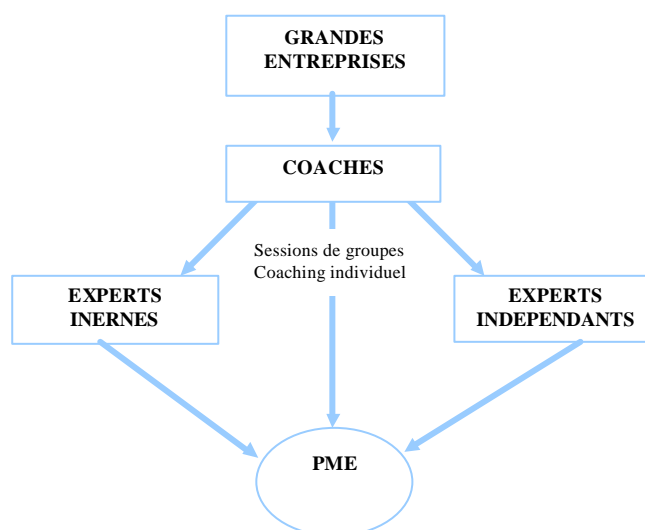 GRANDES
ENTREPRISES
COACHES
Sessions de groupes
Coaching individuel
EXPERTS
INERNES
EXPERTS
INDEPENDANTS
PME